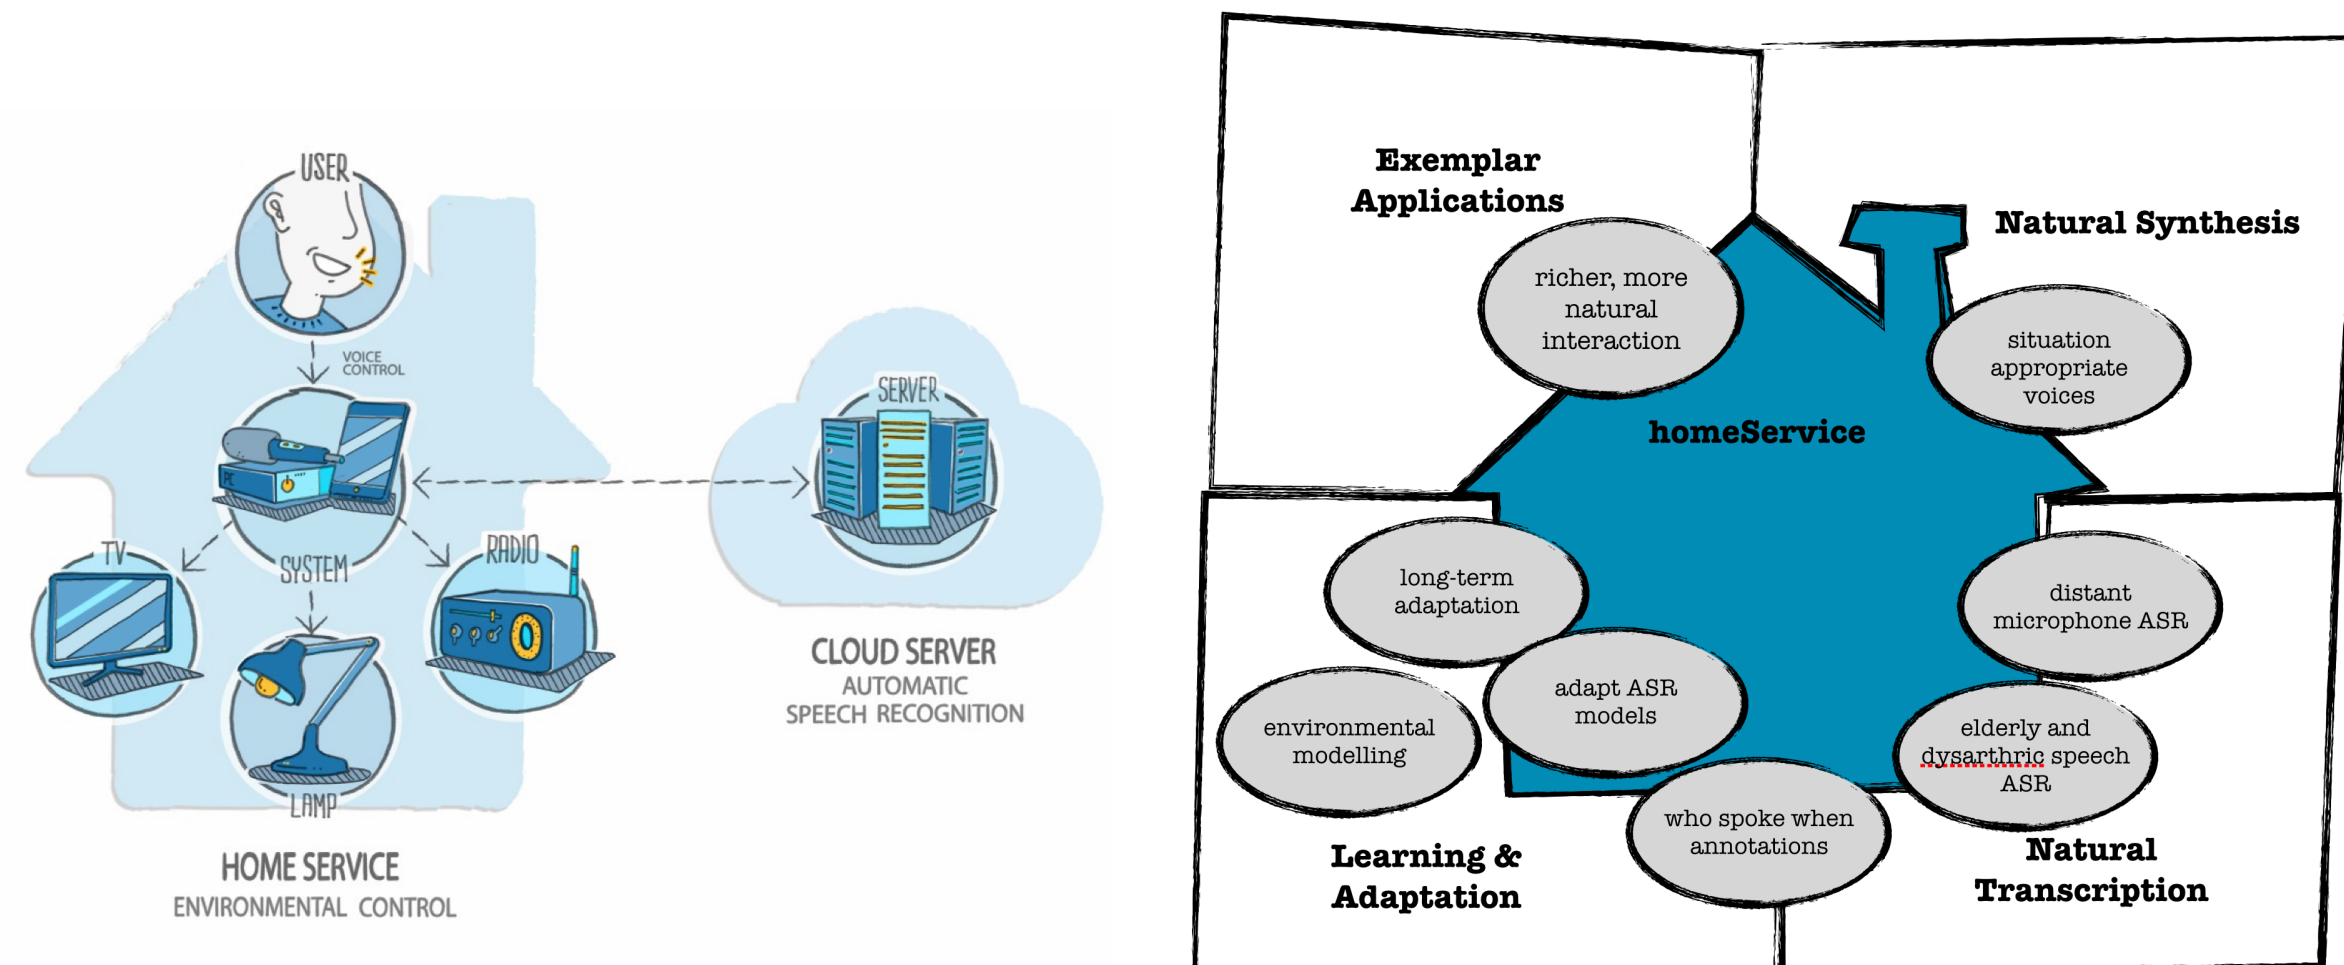 USER
VOICE
CONTROL
PC
SYSTEM
TV
RADIO
LAMP
HOME SERVICE
ENVIRONMENTAL CONTROL
SERVER
CLOUD SERVER
AUTOMATIC
SPEECH RECOGNITION
Exemplar
Applications
richer, more
natural
interaction
Natural Synthesis
situation
appropriate
voices
homeService
long-term
adaptation
adapt ASR
models
environmental
modelling
Learning &
Adaptation
who spoke when
annotations
distant
microphone ASR
elderly and
dysarthric speech
ASR
Natural
Transcription